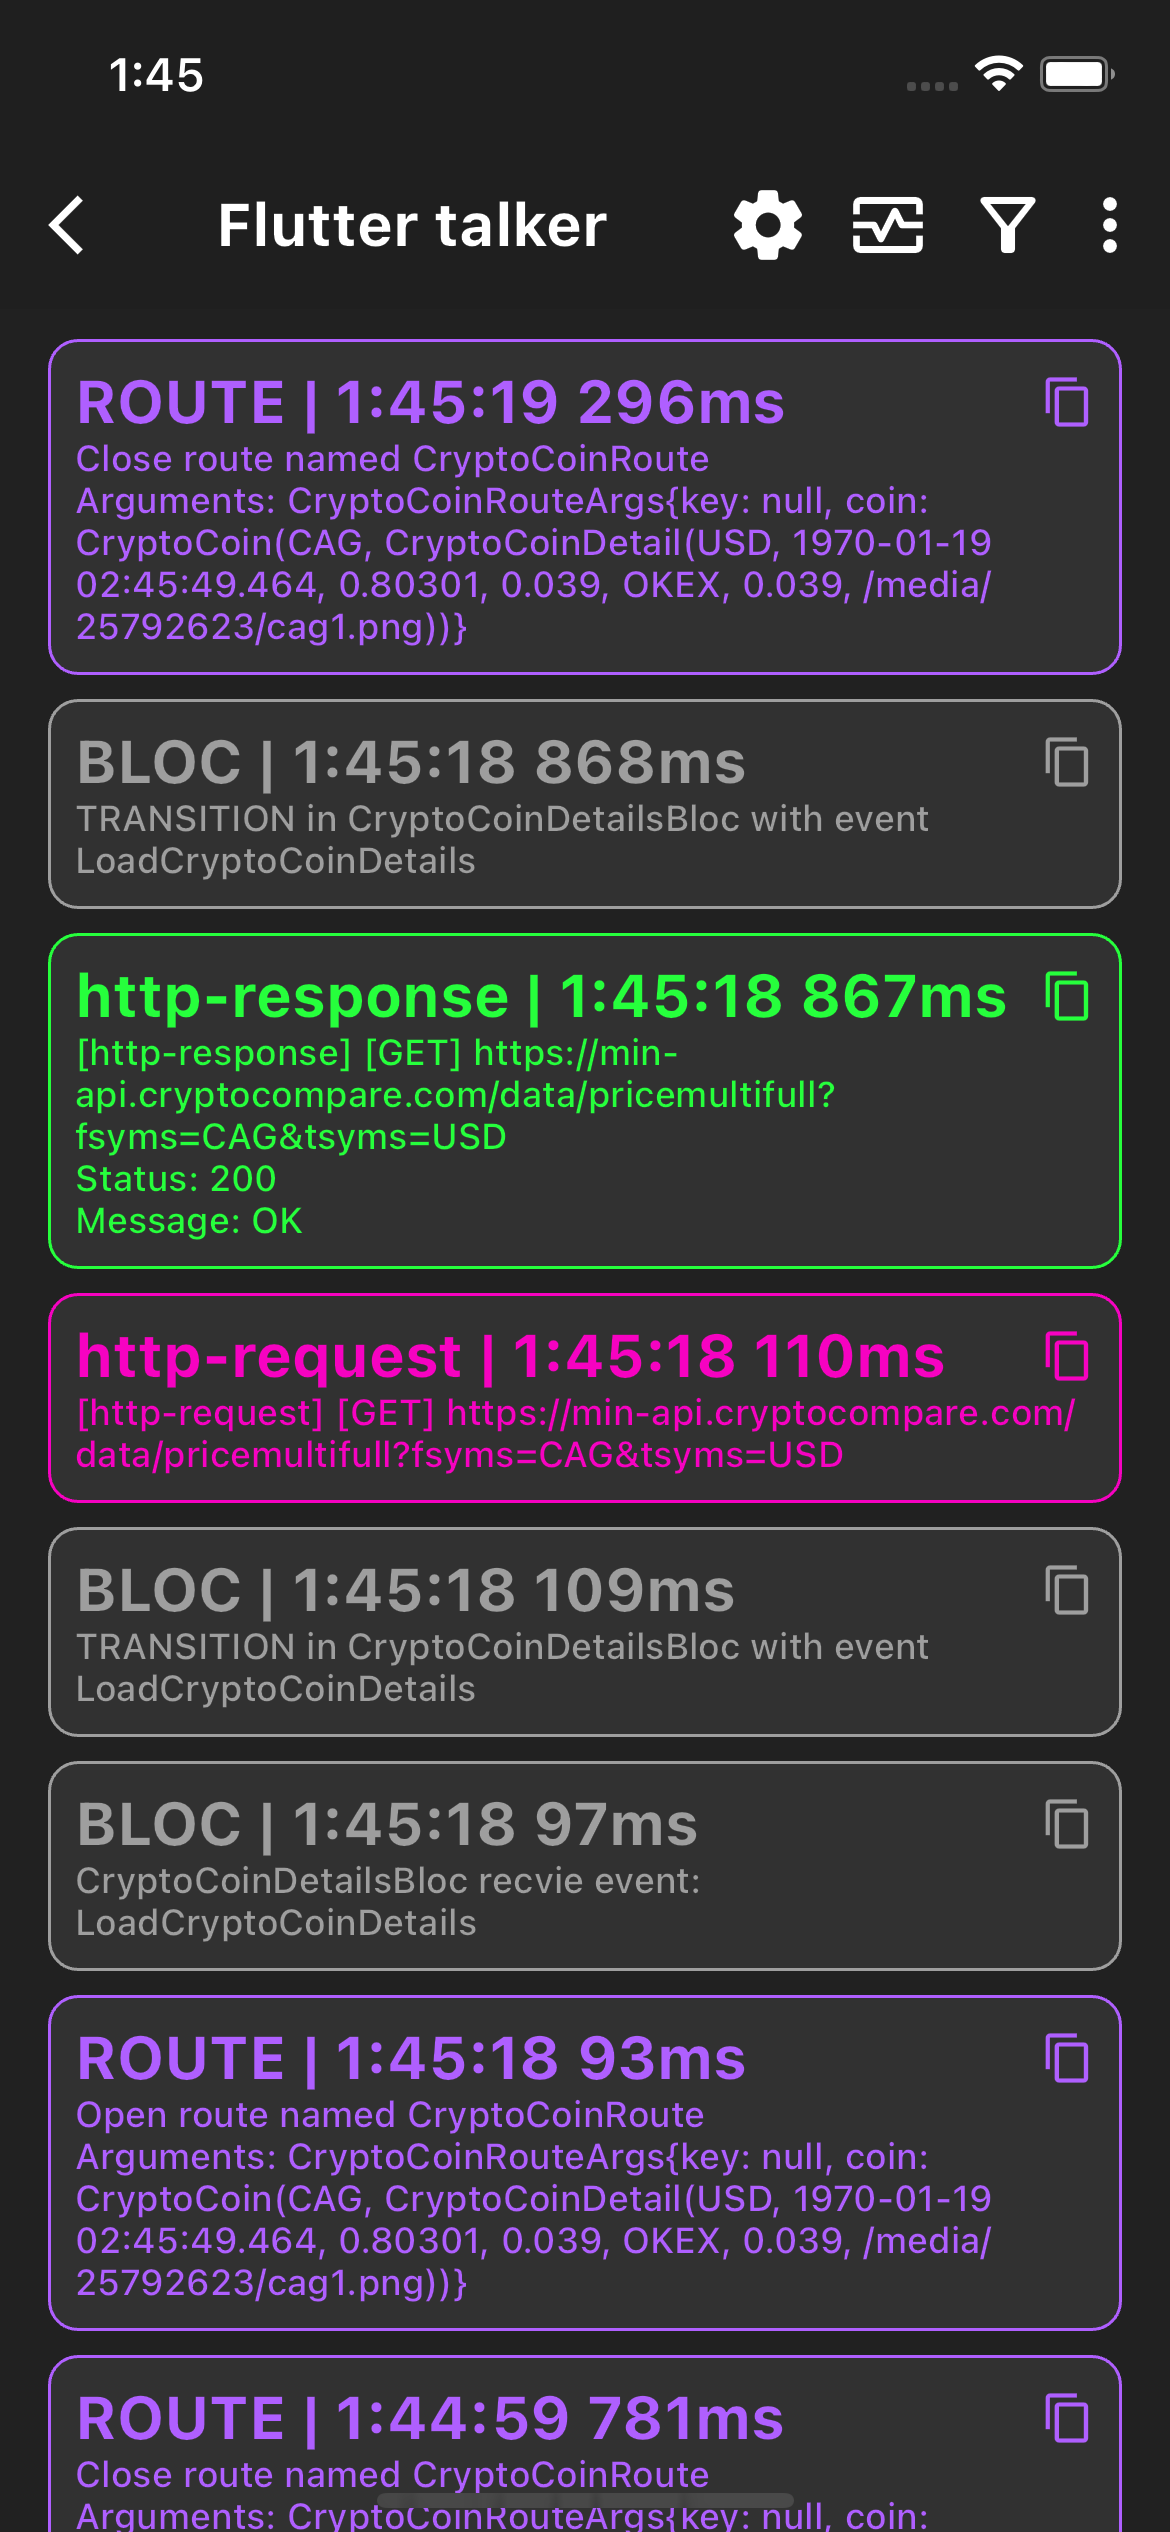 1:45
Flutter talker
ROUTE | 1:45:19 296ms
Close route named CryptoCoinRoute
Arguments: CryptoCoinRouteArgs{key: null, coin:
CryptoCoin(CAG, CryptoCoinDetail(USD, 1970-01-19
02:45:49.464, 0.80301, 0.039, OKEX, 0.039, /media/
25792623/cag1.png))}
BLOC | 1:45:18 868ms
TRANSITION in CryptoCoinDetailsBloc with event
LoadCryptoCoinDetails
http-response | 1:45:18 867ms
[http-response] [GET] https://min-
api.cryptocompare.com/data/pricemultifull?
fsyms=CAG&tsyms=USD
Status: 200
Message: OK
http-request | 1:45:18 110ms
[http-request] [GET] https://min-api.cryptocompare.com/
data/pricemultifull?fsyms=CAG&tsyms=USD
BLOC | 1:45:18 109ms
TRANSITION in CryptoCoinDetailsBloc with event
LoadCryptoCoinDetails
BLOC | 1:45:18 97ms
CryptoCoinDetailsBloc recvie event:
LoadCryptoCoinDetails
ROUTE | 1:45:18 93ms
Open route named CryptoCoinRoute
Arguments: CryptoCoinRouteArgs{key: null, coin:
CryptoCoin(CAG, CryptoCoinDetail(USD, 1970-01-19
02:45:49.464, 0.80301, 0.039, OKEX, 0.039, /media/
25792623/cag1.png))}
ROUTE | 1:44:59 781ms
Close route named CryptoCoinRoute
Arguments: CryptoCoinRouteArgs{key: null, coin: